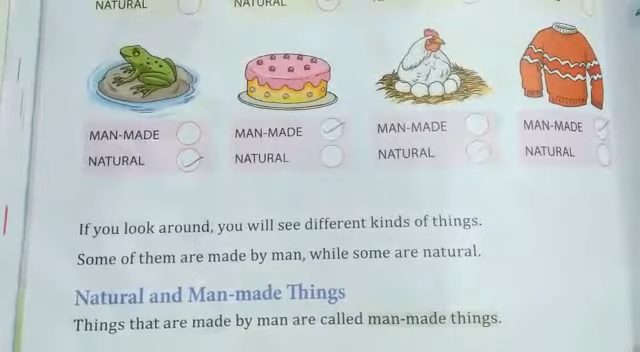 NATURAL NATURAL
MAN-MADE MAN-MADE MAN-MADE MAN-MADE
NATURAL NATURAL NATURAL NATURAL
If you look around, you will see different kinds of things.
Some of them are made by man, while some are natural.
Natural and Man-made Things
Things that are made by man are called man-made things.